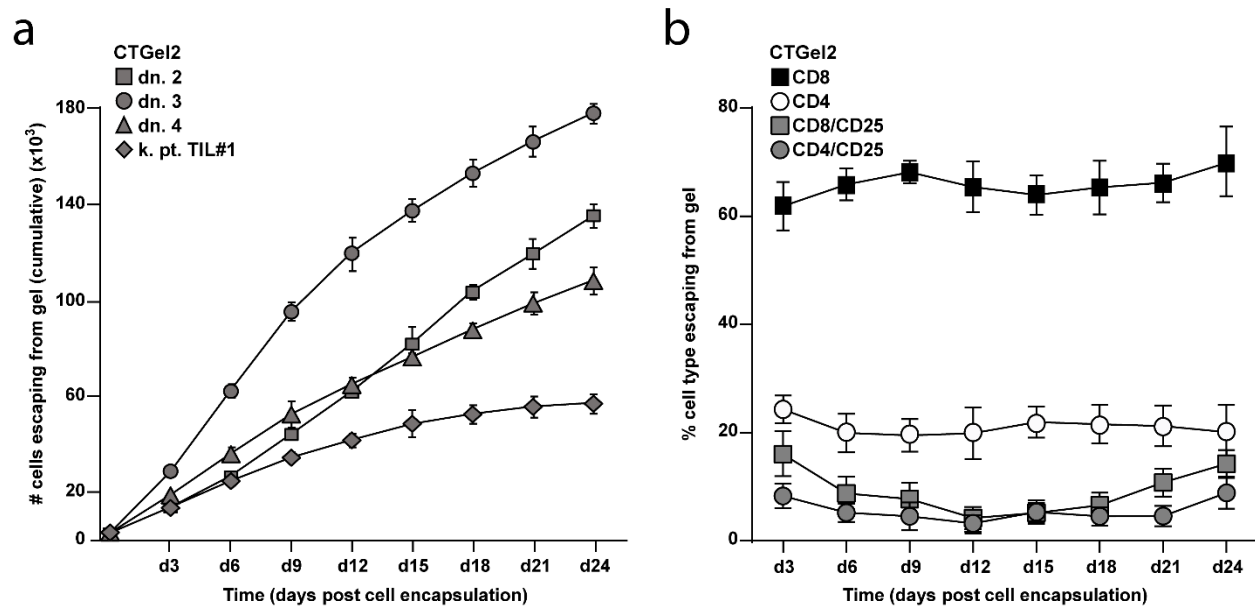 a
CTGel2
dn. 2
dn. 3
dn. 4
k. pt. TIL#1
# cells escaping from gel (cumulative) (x10³)
180
140
100
60
20
0
d3 d6 d9 d12 d15 d18 d21 d24
Time (days post cell encapsulation)
b
CTGel2
CD8
CD4
CD8/CD25
CD4/CD25
% cell type escaping from gel
80
60
40
20
0
d3 d6 d9 d12 d15 d18 d21 d24
Time (days post cell encapsulation)